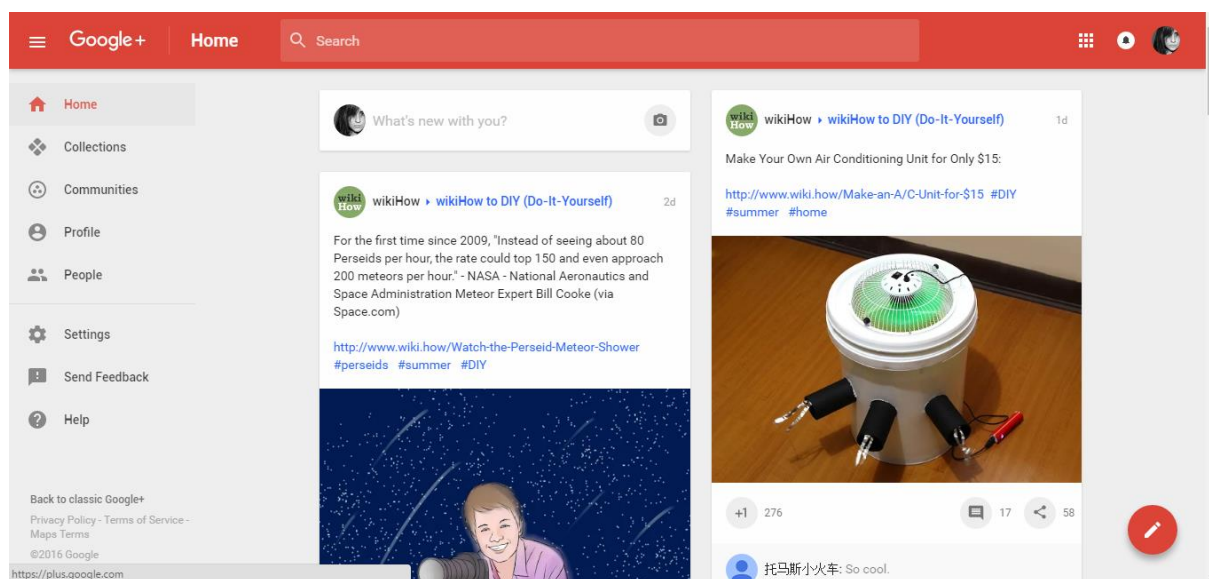 Google+ Home Search
Home
Collections
Communities
Profile
People
Settings
Send Feedback
Help
Back to classic Google+
Privacy Policy - Terms of Service -
Maps Terms
©2016 Google
https://plus.google.com
What's new with you?
wiki
How
wikiHow ▸ wikiHow to DIY (Do-It-Yourself) 2d
For the first time since 2009, "Instead of seeing about 80
Perseids per hour, the rate could top 150 and even approach
200 meteors per hour." - NASA - National Aeronautics and
Space Administration Meteor Expert Bill Cooke (via
Space.com)
http://www.wiki.how/Watch-the-Perseid-Meteor-Shower
#perseids #summer #DIY
wiki
How
wikiHow ▸ wikiHow to DIY (Do-It-Yourself) 1d
Make Your Own Air Conditioning Unit for Only $15:
http://www.wiki.how/Make-an-A/C-Unit-for-$15 #DIY
#summer #home
+1 276 17 58
托马斯小火车: So cool.